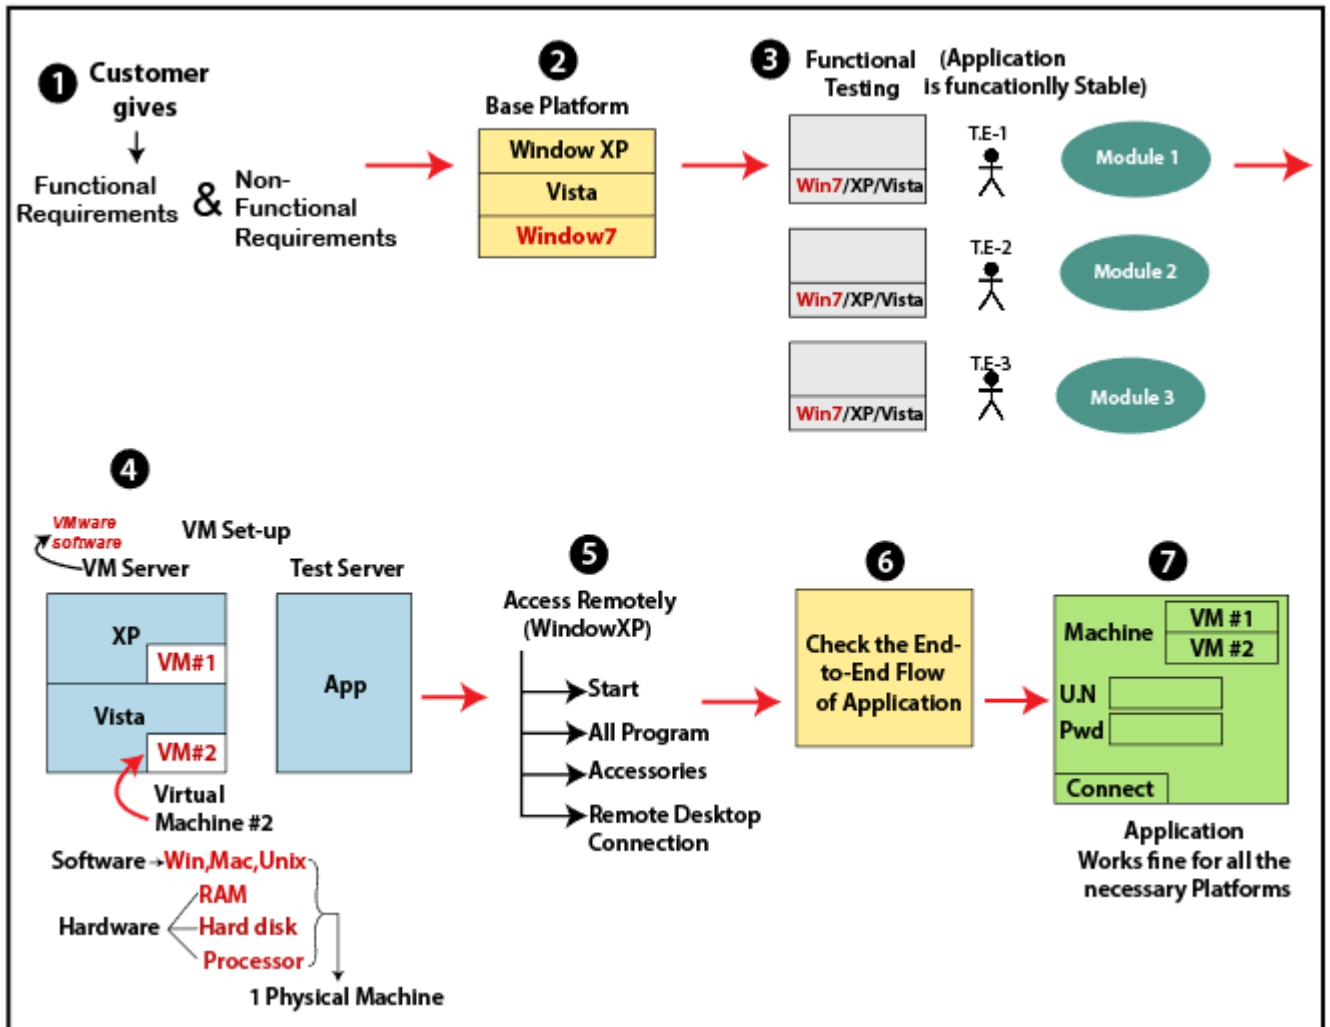 1 Customer
gives
Functional
Requirements
&
Non-
Functional
Requirements
2
Base Platform
Window XP
Vista
Window7
3 Functional
Testing
(Application
is funcationlly Stable)
Win7/XP/Vista
T.E-1
Module 1
Win7/XP/Vista
T.E-2
Module 2
Win7/XP/Vista
T.E-3
Module 3
4
VMware
software
VM Set-up
VM Server
Test Server
XP
VM#1
Vista
VM#2
App
Virtual
Machine #2
Software
Win,Mac,Unix
Hardware
RAM
Hard disk
Processor
1 Physical Machine
5
Access Remotely
(WindowXP)
Start
All Program
Accessories
Remote Desktop
Connection
6
Check the End-
to-End Flow
of Application
7
Machine
VM #1
VM #2
U.N
Pwd
Connect
Application
Works fine for all the
necessary Platforms